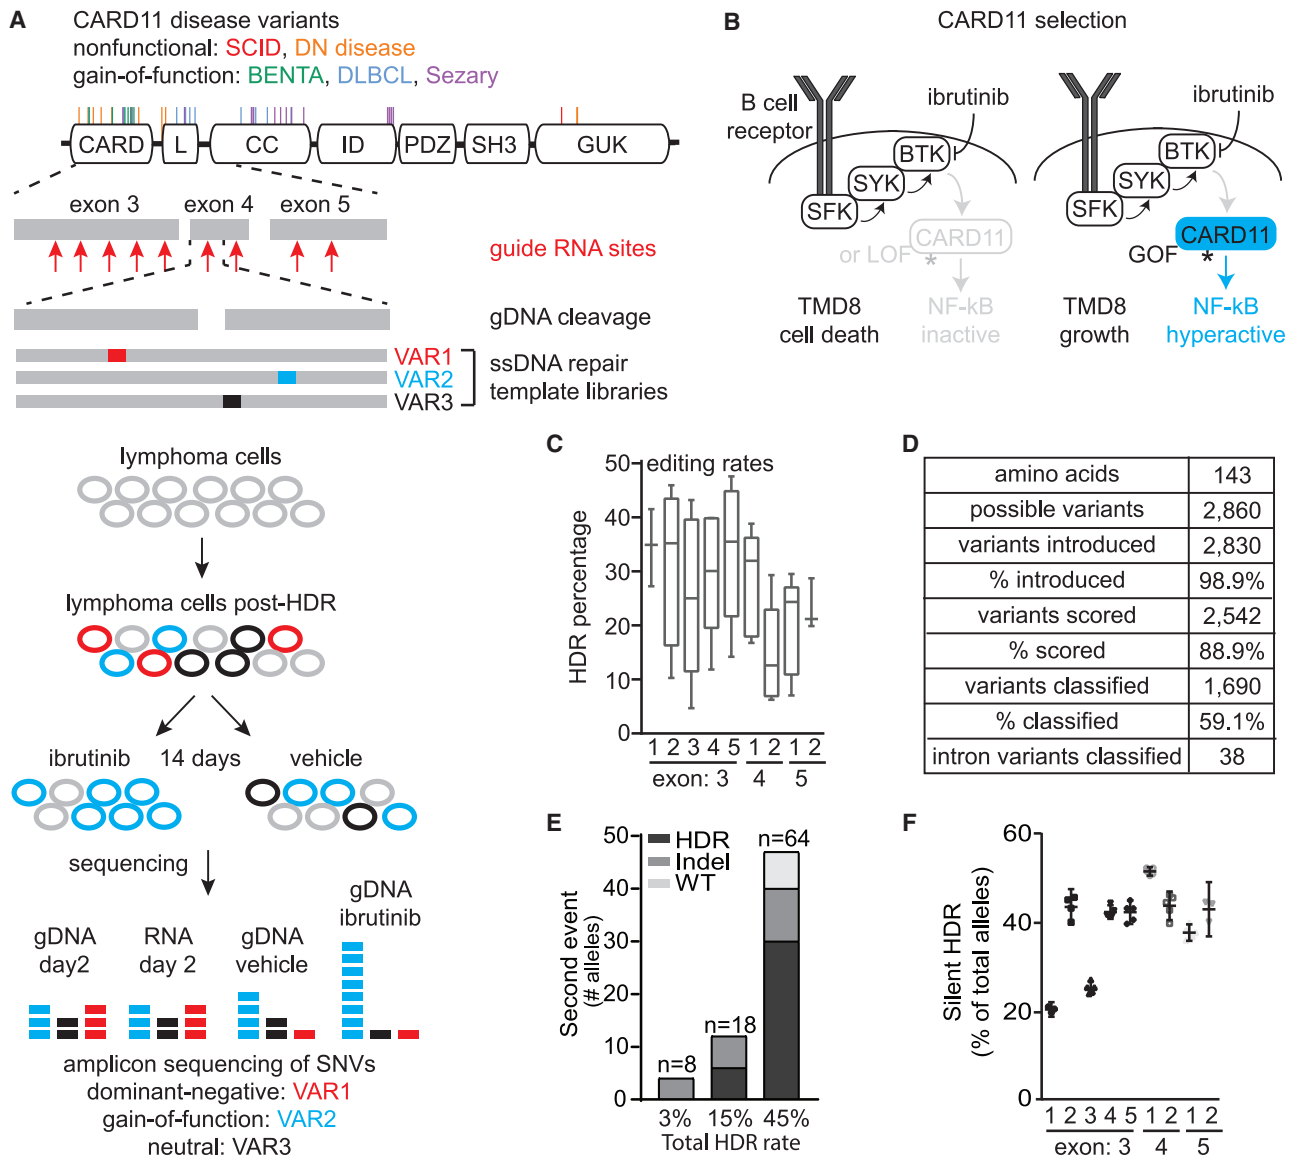 A
CARD11 disease variants
nonfunctional: SCID, DN disease
gain-of-function: BENTA, DLBCL, Sezary
CARD
L
CC
ID
PDZ
SH3
GUK
exon 3
exon 4
exon 5
guide RNA sites
gDNA cleavage
VAR1
VAR2
VAR3
ssDNA repair
template libraries
lymphoma cells
lymphoma cells post-HDR
ibrutinib
14 days
vehicle
sequencing
gDNA
day2
RNA
day 2
gDNA
vehicle
gDNA
ibrutinib
amplicon sequencing of SNVs
dominant-negative: VAR1
gain-of-function: VAR2
neutral: VAR3
B
CARD11 selection
B cell
receptor
ibrutinib
BTK
SYK
SFK
CARD11
or LOF
*
TMD8
cell death
NF-kB
inactive
ibrutinib
BTK
SYK
SFK
CARD11
GOF
*
TMD8
growth
NF-kB
hyperactive
C
editing rates
HDR percentage
50
40
30
20
10
0
1 2 3 4 5 1 2 1 2
exon: 3 4 5
D
amino acids 143
possible variants 2,860
variants introduced 2,830
% introduced 98.9%
variants scored 2,542
% scored 88.9%
variants classified 1,690
% classified 59.1%
intron variants classified 38
E
Second event
(# alleles)
50
40
30
20
10
0
HDR
Indel
WT
n=8
n=18
n=64
3% 15% 45%
Total HDR rate
F
Silent HDR
(% of total alleles)
60
40
20
0
1 2 3 4 5 1 2 1 2
exon: 3 4 5